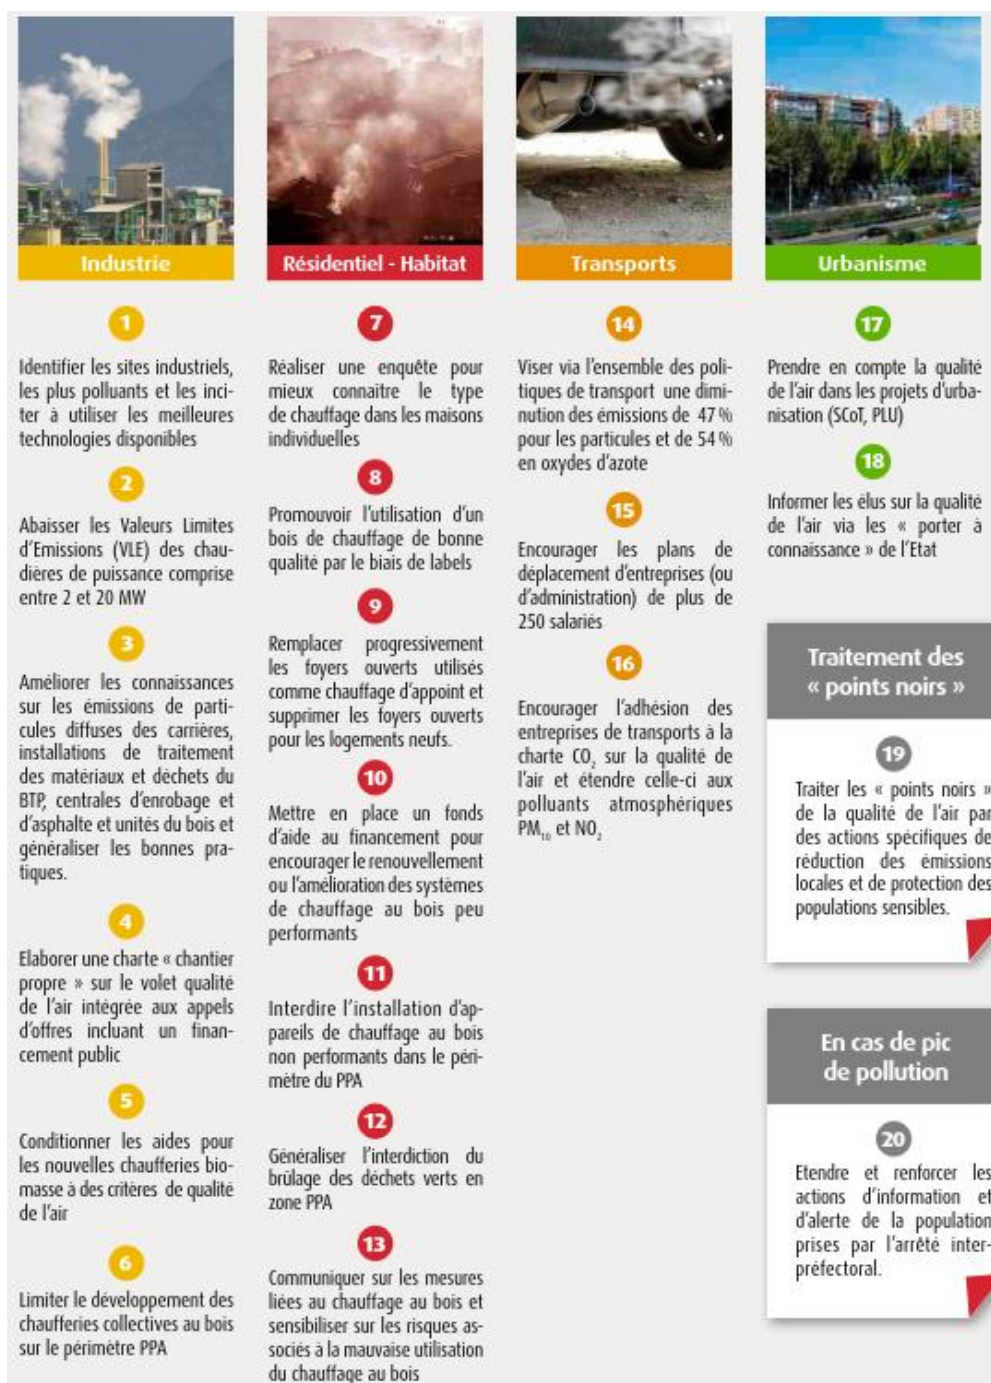 Industrie
1
Identifier les sites industriels,
les plus polluants et les inci-
ter à utiliser les meilleures
technologies disponibles
2
Abaisser les Valeurs Limites
d'Emissions (VLE) des chau-
dières de puissance comprise
entre 2 et 20 MW
3
Améliorer les connaissances
sur les émissions de parti-
cules diffuses des carrières,
installations de traitement
des matériaux et déchets du
BTP, centrales d'enrobage et
d'asphalte et unités du bois et
généraliser les bonnes pra-
tiques.
4
Elaborer une charte « chantier
propre » sur le volet qualité
de l'air intégrée aux appels
d'offres incluant un finan-
cement public
5
Conditionner les aides pour
les nouvelles chaufferies bio-
masse à des critères de qualité
de l'air
6
Limiter le développement des
chaufferies collectives au bois
sur le périmètre PPA
Résidentiel - Habitat
7
Réaliser une enquête pour
mieux connaître le type
de chauffage dans les maisons
individuelles
8
Promouvoir l'utilisation d'un
bois de chauffage de bonne
qualité par le biais de labels
9
Remplacer progressivement
les foyers ouverts utilisés
comme chauffage d'appoint et
supprimer les foyers ouverts
pour les logements neufs.
10
Mettre en place un fonds
d'aide au financement pour
encourager le renouvellement
ou l'amélioration des systèmes
de chauffage au bois peu
performants
11
Interdire l'installation d'ap-
pareils de chauffage au bois
non performants dans le péri-
mètre du PPA
12
Généraliser l'interdiction du
brûlage des déchets verts en
zone PPA
13
Communiquer sur les mesures
liées au chauffage au bois et
sensibiliser sur les risques as-
sociés à la mauvaise utilisation
du chauffage au bois
Transports
14
Viser via l'ensemble des poli-
tiques de transport une dimi-
nution des émissions de 47 %
pour les particules et de 54 %
en oxydes d'azote
15
Encourager les plans de
déplacement d'entreprises (ou
d'administration) de plus de
250 salariés
16
Encourager l'adhésion des
entreprises de transports à la
charte CO₂ sur la qualité de
l'air et étendre celle-ci aux
polluants atmosphériques
PM₁₀ et NO₂
Urbanisme
17
Prendre en compte la qualité
de l'air dans les projets d'urba-
nisation (SCoT, PLU)
18
Informer les élus sur la qualité
de l'air via les « porter à
connaissance » de l'Etat
Traitement des
« points noirs »
19
Traiter les « points noirs »
de la qualité de l'air par
des actions spécifiques de
réduction des émissions
locales et de protection des
populations sensibles.
En cas de pic
de pollution
20
Etendre et renforcer les
actions d'information et
d'alerte de la population
prises par l'arrêté inter-
préfectoral.